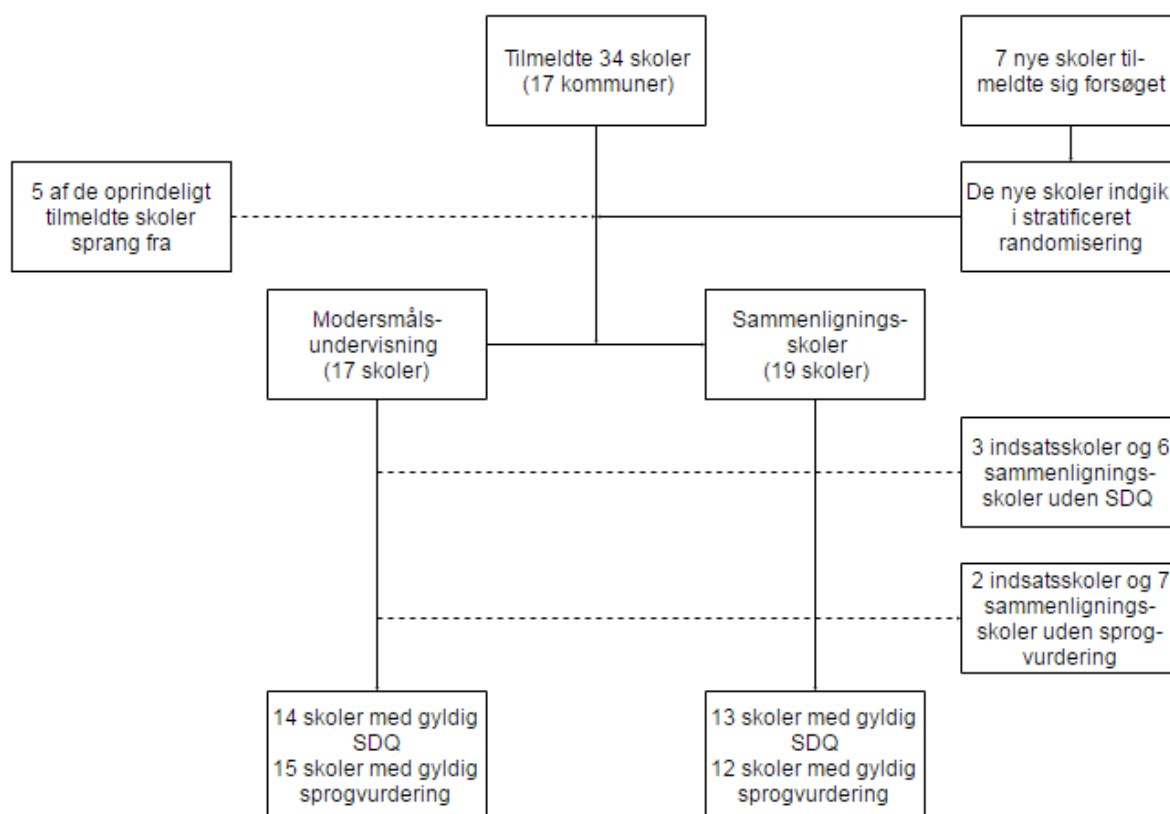 Tilmeldte 34 skoler
(17 kommuner)
7 nye skoler til-
meldte sig forsøget
5 af de oprindeligt
tilmeldte skoler
sprang fra
De nye skoler indgik
i stratificeret
randomisering
Modersmåls-
undervisning
(17 skoler)
Sammenlignings-
skoler
(19 skoler)
3 indsatsskoler og 6
sammenlignings-
skoler uden SDQ
2 indsatsskoler og 7
sammenlignings-
skoler uden sprog-
vurdering
14 skoler med gyldig
SDQ
15 skoler med gyldig
sprogvurdering
13 skoler med gyldig
SDQ
12 skoler med gyldig
sprogvurdering